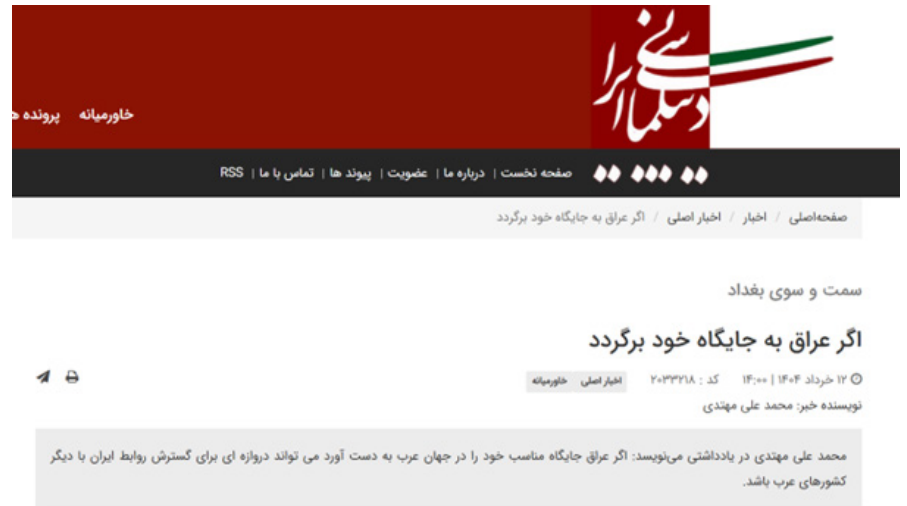 دیپلماسی ایرانی
خاورمیانه پرونده ه
صفحه نخست | درباره ما | عضویت | پیوند ها | تماس با ما | RSS
صفحه‌اصلی / اخبار / اخبار اصلی / اگر عراق به جایگاه خود برگردد
سمت و سوی بغداد
اگر عراق به جایگاه خود برگردد
۱۲ خرداد ۱۴۰۴ | ۱۴:۰۰ کد : ۲۰۳۳۲۱۸ اخبار اصلی خاورمیانه
نویسنده خبر: محمد علی مهتدی
محمد علی مهتدی در یادداشتی می‌نویسد: اگر عراق جایگاه مناسب خود را در جهان عرب به دست آورد می تواند دروازه ای برای گسترش روابط ایران با دیگر
کشورهای عرب باشد.